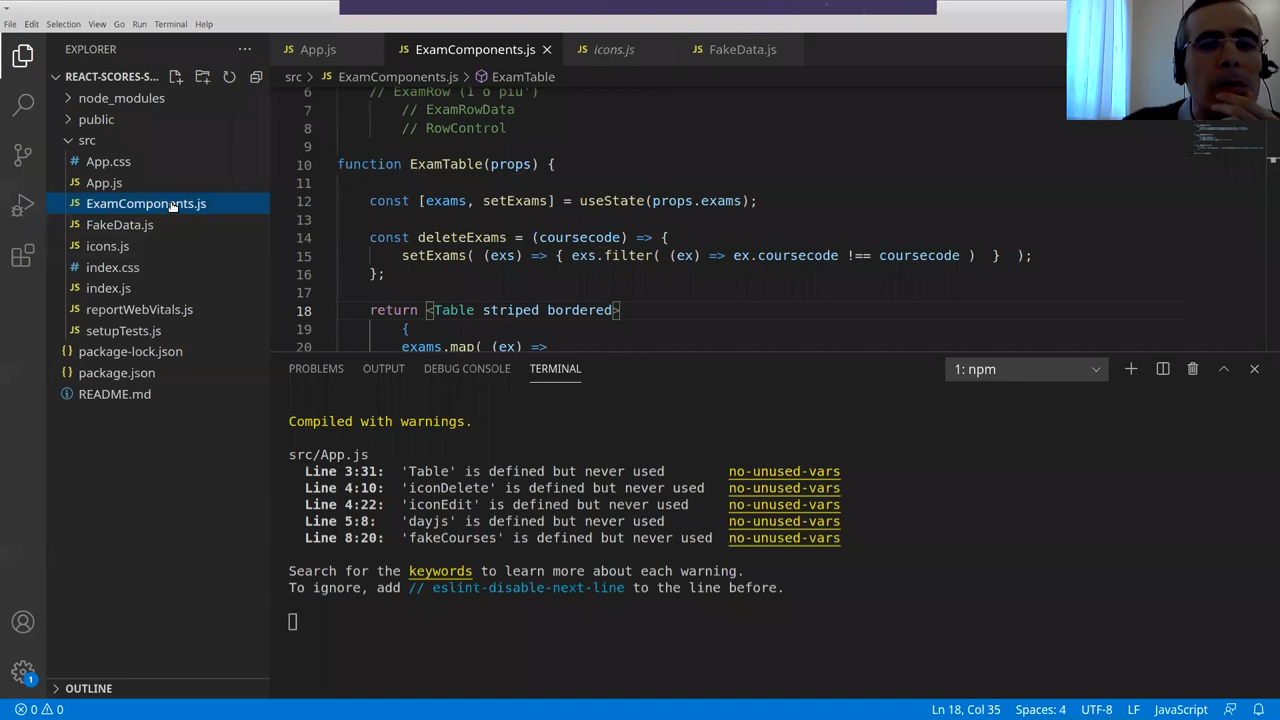 File Edit Selection View Go Run Terminal Help
EXPLORER
App.js
ExamComponents.js
icons.js
FakeData.js
REACT-SCORES-S...
src > ExamComponents.js > ExamTable
node_modules
public
src
App.css
App.js
ExamComponents.js
FakeData.js
icons.js
index.css
index.js
reportWebVitals.js
setupTests.js
package-lock.json
package.json
README.md
OUTLINE
6 // ExamRow (1 o piu')
7 // ExamRowData
8 // RowControl
9
10 function ExamTable(props) {
11
12 const [exams, setExams] = useState(props.exams);
13
14 const deleteExams = (coursecode) => {
15 setExams( (exs) => { exs.filter( (ex) => ex.coursecode !== coursecode ) } );
16 };
17
18 return <Table striped bordered>
19 {
20 exams.map( (ex) =>
PROBLEMS OUTPUT DEBUG CONSOLE TERMINAL 1: npm
Compiled with warnings.
src/App.js
Line 3:31: 'Table' is defined but never used no-unused-vars
Line 4:10: 'iconDelete' is defined but never used no-unused-vars
Line 4:22: 'iconEdit' is defined but never used no-unused-vars
Line 5:8: 'dayjs' is defined but never used no-unused-vars
Line 8:20: 'fakeCourses' is defined but never used no-unused-vars
Search for the keywords to learn more about each warning.
To ignore, add // eslint-disable-next-line to the line before.
1
0 0 Ln 18, Col 35 Spaces: 4 UTF-8 LF JavaScript